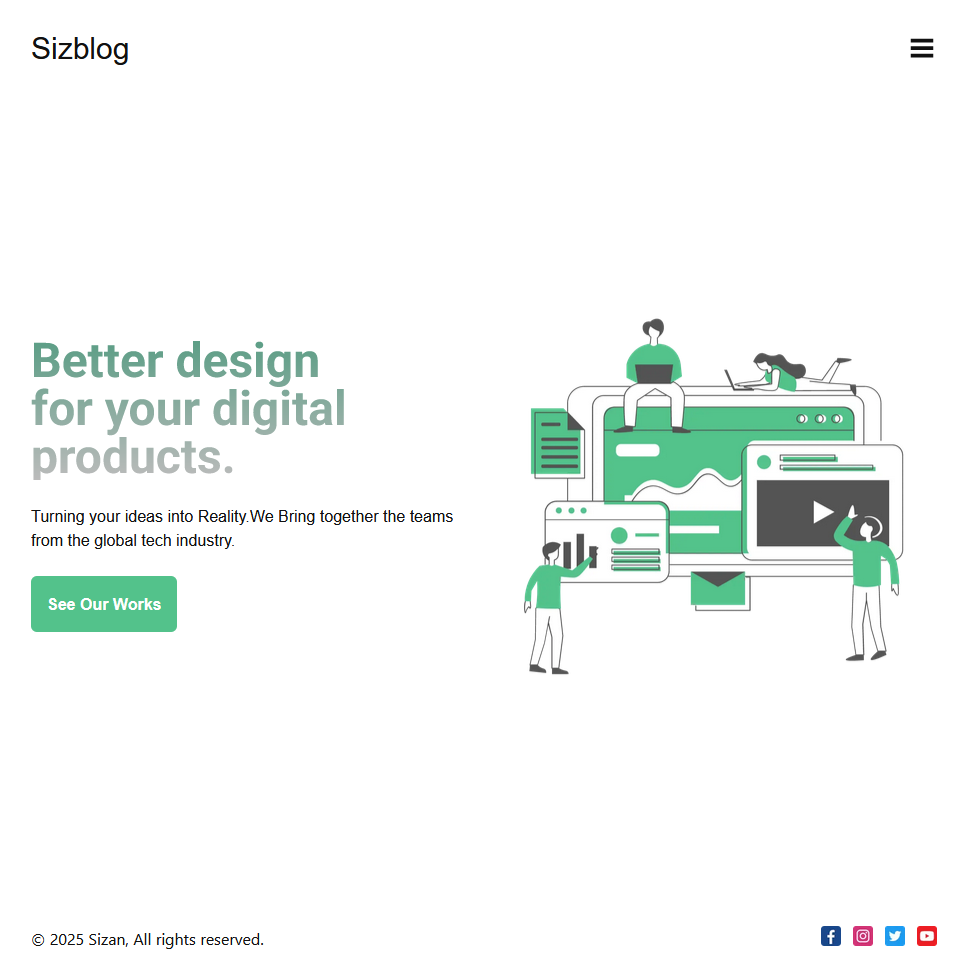 Sizblog
Better design
for your digital
products.
Turning your ideas into Reality.We Bring together the teams
from the global tech industry.
See Our Works
© 2025 Sizan, All rights reserved.